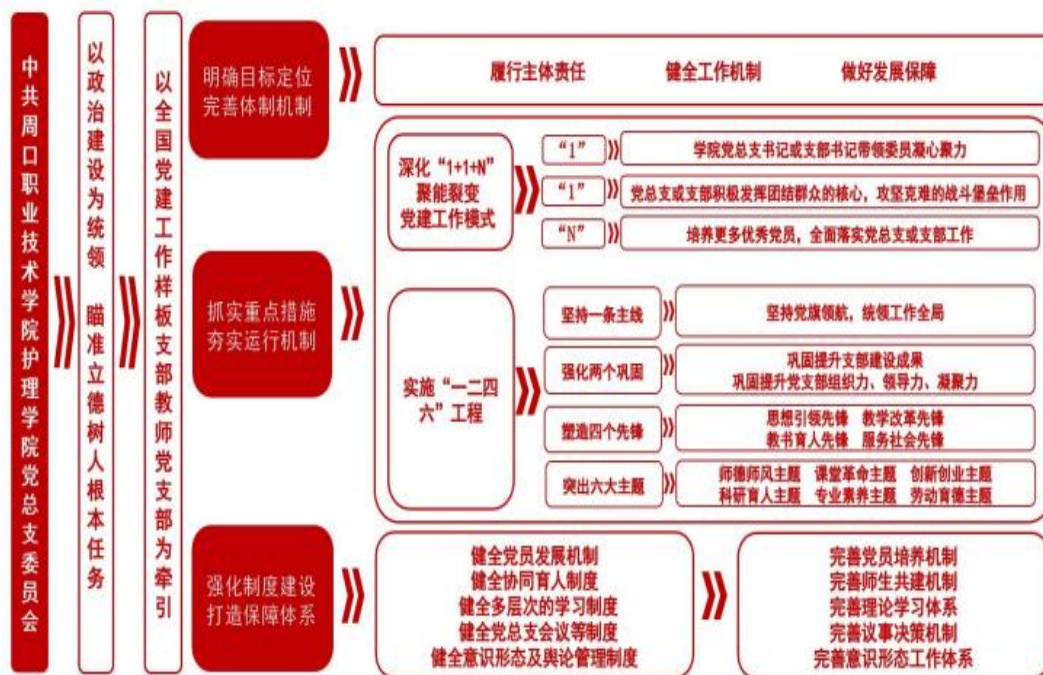 中共周口职业技术学院护理学院党总支委员会
以政治建设为统领 瞄准立德树人根本任务
以全国党建工作样板支部教师党支部为牵引
明确目标定位
完善体制机制
履行主体责任 健全工作机制 做好发展保障
抓实重点措施
夯实运行机制
深化“1+1+N”
聚能裂变
党建工作模式
“1”
学院党总支书记或支部书记带领委员凝心聚力
“1”
党总支或支部积极发挥团结群众的核心，攻坚克难的战斗堡垒作用
“N”
培养更多优秀党员，全面落实党总支或支部工作
实施“一二四
六”工程
坚持一条主线
坚持党旗领航，统领工作全局
强化两个巩固
巩固提升支部建设成果
巩固提升党支部组织力、领导力、凝聚力
塑造四个先锋
思想引领先锋 教学改革先锋
教书育人先锋 服务社会先锋
突出六大主题
师德师风主题 课堂革命主题 创新创业主题
科研育人主题 专业素养主题 劳动育德主题
强化制度建设
打造保障体系
健全党员发展机制
健全协同育人制度
健全多层次的学习制度
健全党总支会议等制度
健全意识形态及舆论管理制度
完善党员培养机制
完善师生共建机制
完善理论学习体系
完善议事决策机制
完善意识形态工作体系